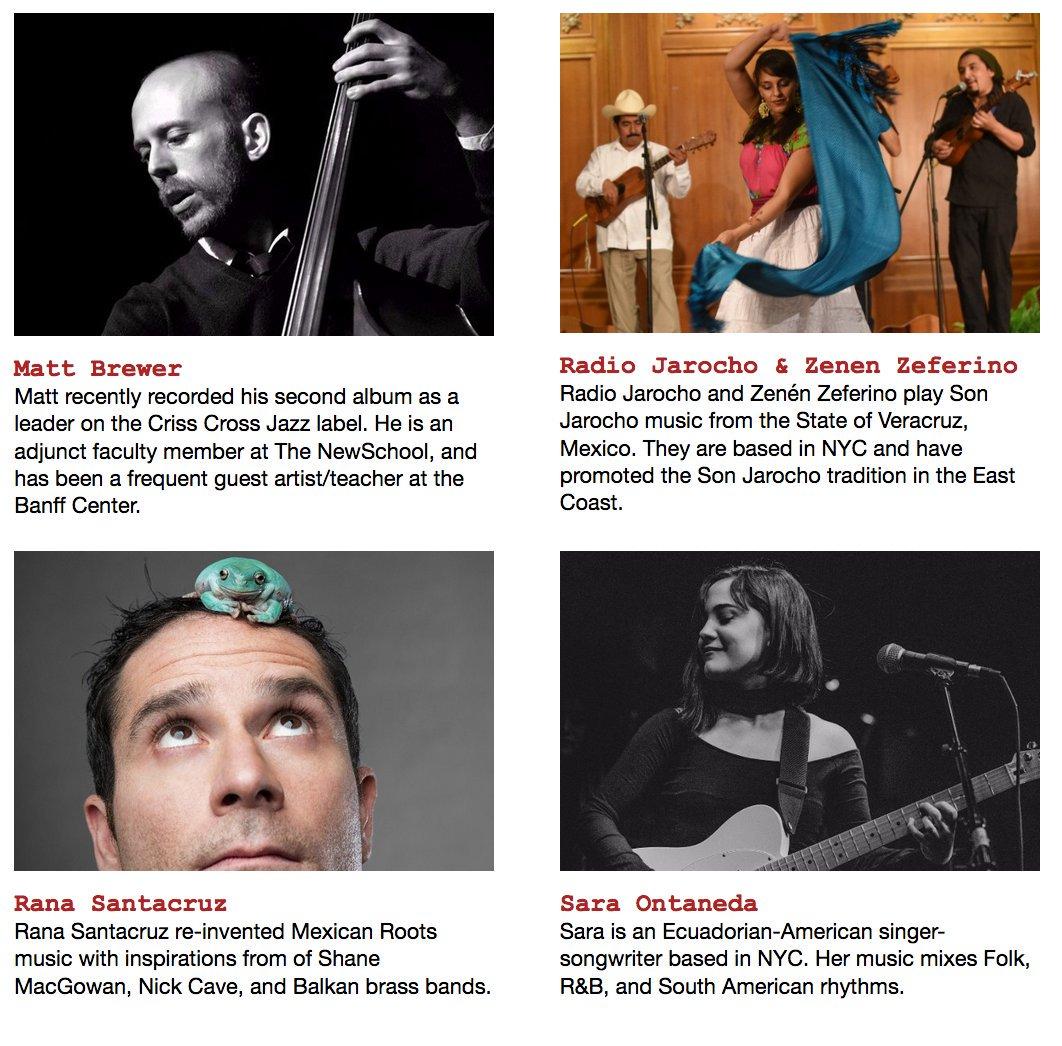 Matt Brewer
Matt recently recorded his second album as a
leader on the Criss Cross Jazz label. He is an
adjunct faculty member at The NewSchool, and
has been a frequent guest artist/teacher at the
Banff Center.
Radio Jarocho & Zenen Zeferino
Radio Jarocho and Zenén Zeferino play Son
Jarocho music from the State of Veracruz,
Mexico. They are based in NYC and have
promoted the Son Jarocho tradition in the East
Coast.
Rana Santacruz
Rana Santacruz re-invented Mexican Roots
music with inspirations from of Shane
MacGowan, Nick Cave, and Balkan brass bands.
Sara Ontaneda
Sara is an Ecuadorian-American singer-
songwriter based in NYC. Her music mixes Folk,
R&B, and South American rhythms.